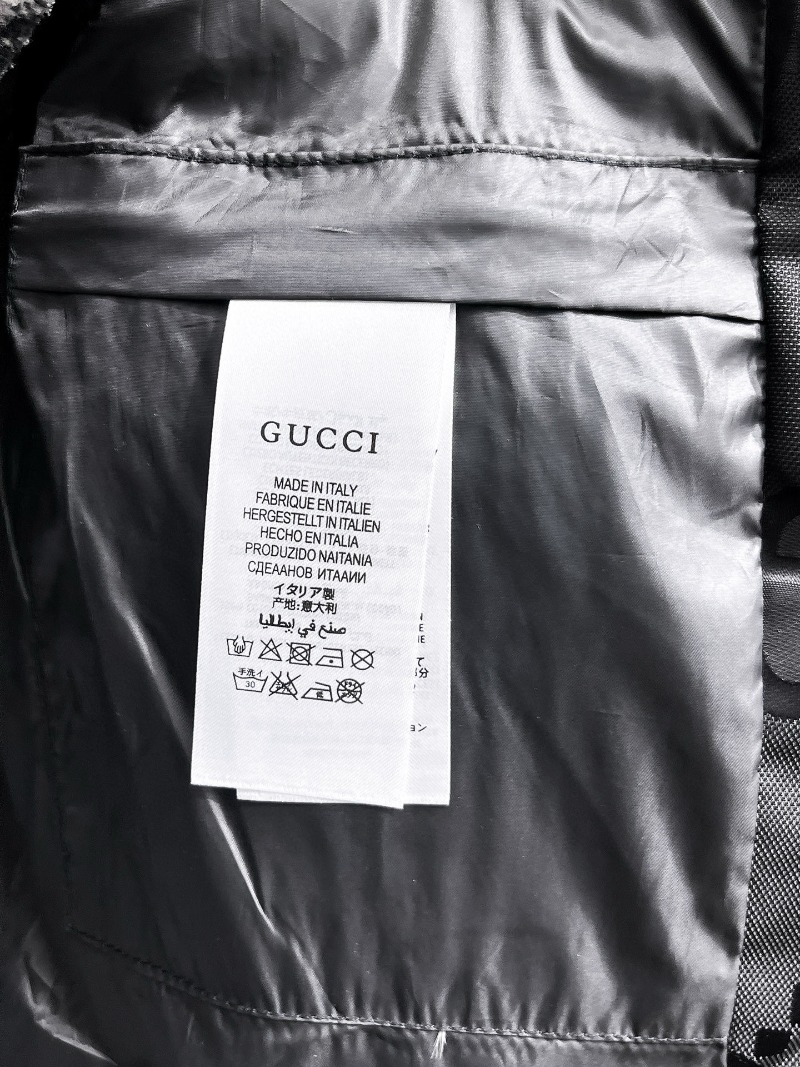 GUCCI
MADE IN ITALY
FABRIQUE EN ITALIE
HERGESTELLT IN ITALIEN
HECHO EN ITALIA
PRODUZIDO NAITANIA
СДЕААНОВ ИТААИИ
イタリア製
产地:意大利
صنع في إيطاليا
手洗イ
30